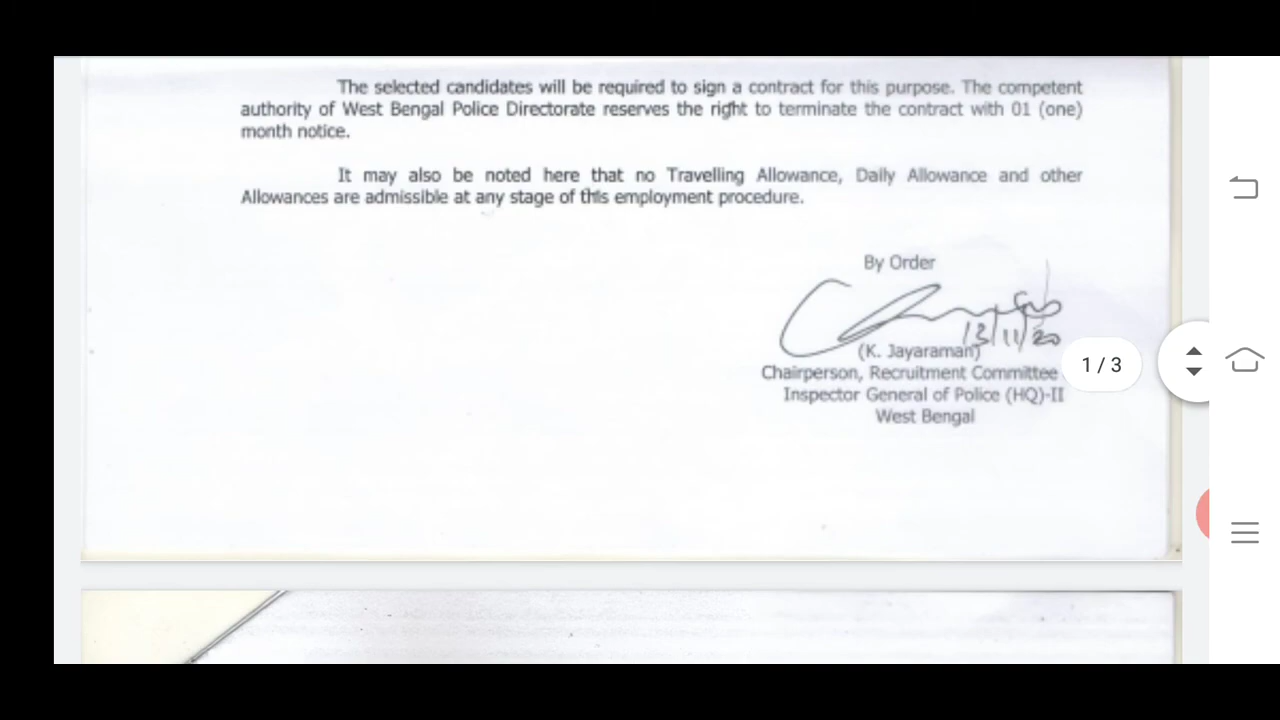 The selected candidates will be required to sign a contract for this purpose. The competent
authority of West Bengal Police Directorate reserves the right to terminate the contract with 01 (one)
month notice.
It may also be noted here that no Travelling Allowance, Daily Allowance and other
Allowances are admissible at any stage of this employment procedure.
By Order
13/11/20
(K. Jayaraman)
Chairperson, Recruitment Committee
1 / 3
Inspector General of Police (HQ)-II
West Bengal